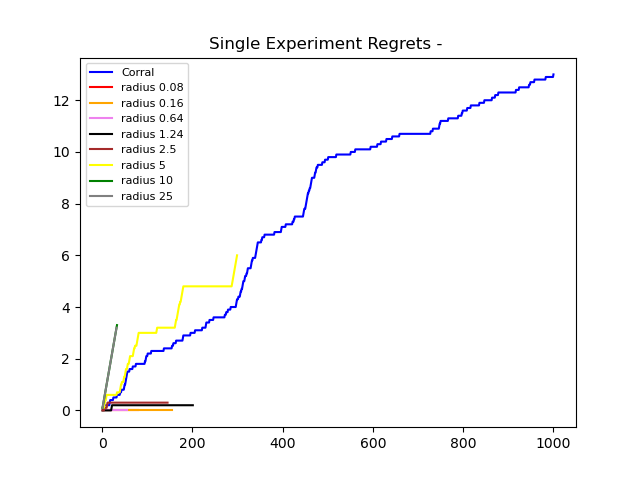 Single Experiment Regrets -
Corral
radius 0.08
radius 0.16
radius 0.64
radius 1.24
radius 2.5
radius 5
radius 10
radius 25
12
10
8
6
4
2
0
0 200 400 600 800 1000